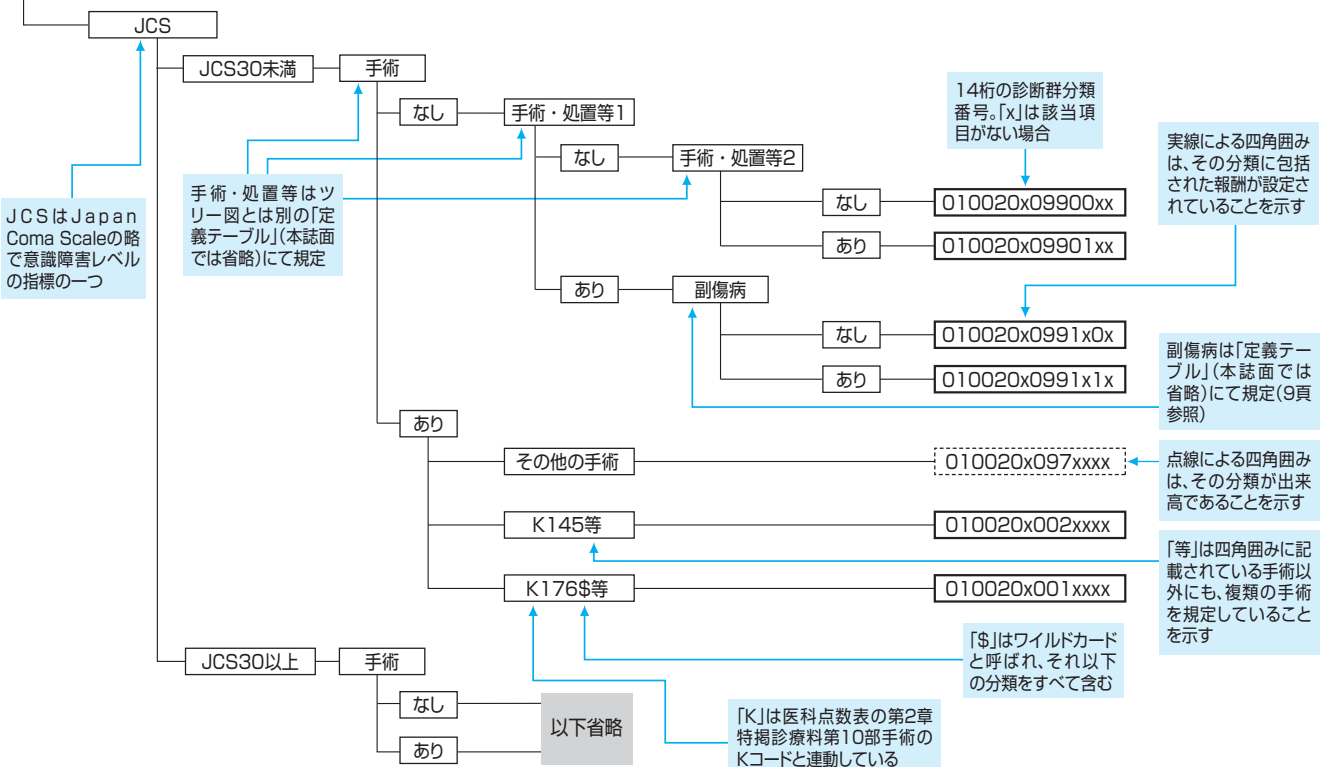 JCS
JCS30未満
手術
なし
手術・処置等1
なし
手術・処置等2
なし
010020x09900xx
あり
010020x09901xx
あり
副傷病
なし
010020x0991x0x
あり
010020x0991x1x
あり
その他の手術
010020x097xxxx
K145等
010020x002xxxx
K176$等
010020x001xxxx
JCS30以上
手術
なし
あり
以下省略
JCSはJapan
Coma Scaleの略
で意識障害レベル
の指標の一つ
手術・処置等はツ
リー図とは別の「定
義テーブル」(本誌面
では省略)にて規定
14桁の診断群分類
番号。「x」は該当項
目がない場合
実線による四角囲み
は、その分類に包括
された報酬が設定さ
れていることを示す
副傷病は「定義テー
ブル」(本誌面では
省略)にて規定(9頁
参照)
点線による四角囲み
は、その分類が出来
高であることを示す
「等」は四角囲みに記
載されている手術以
外にも、複類の手術
を規定していること
を示す
「$」はワイルドカード
と呼ばれ、それ以下
の分類をすべて含む
「K」は医科点数表の第2章
特掲診療料第10部手術の
Kコードと連動している